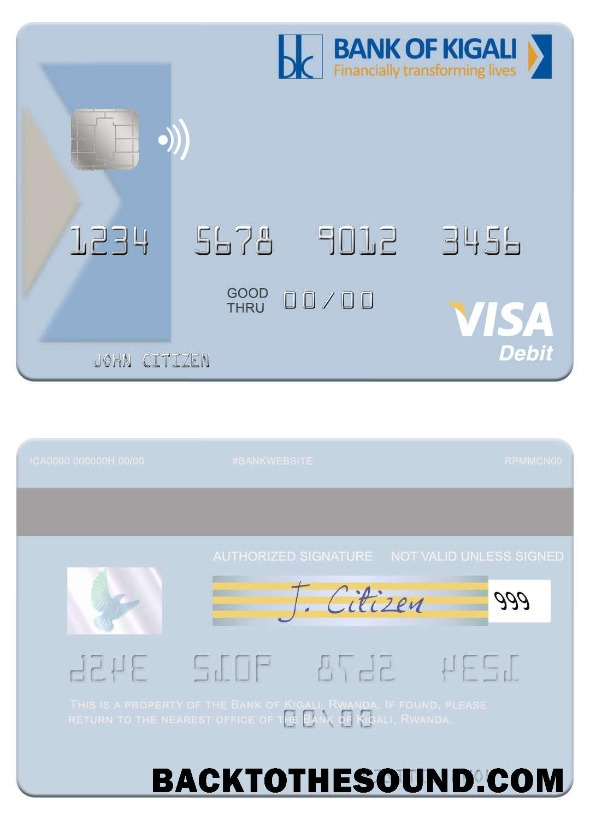 blc BANK OF KIGALI
Financially transforming lives
1234 5678 9012 3456
GOOD THRU 00/00
VISA
Debit
JOHN CITIZEN
ICA0000 000000H 00/00 #BANKWEBSITE RPMMCN00
AUTHORIZED SIGNATURE NOT VALID UNLESS SIGNED
J. Citizen 999
THIS IS A PROPERTY OF THE BANK OF KIGALI, RWANDA. IF FOUND, PLEASE
RETURN TO THE NEAREST OFFICE OF THE BANK OF KIGALI, RWANDA.
BACKTOTHESOUND.COM